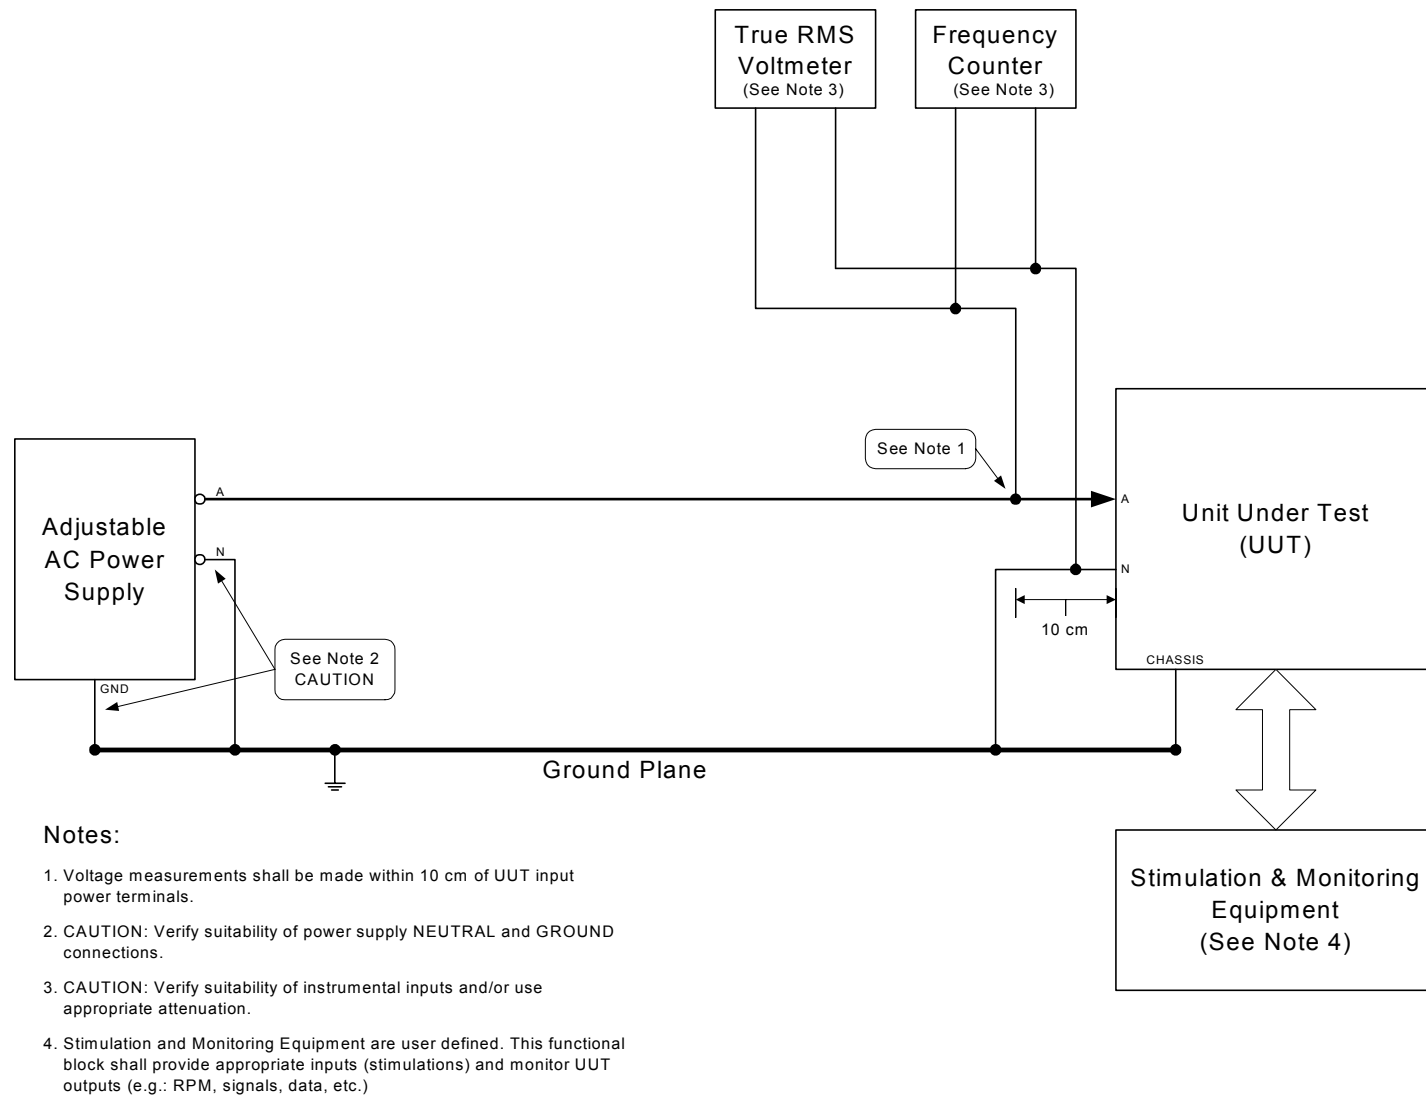 True RMS
Voltmeter
(See Note 3)
Frequency
Counter
(See Note 3)
See Note 1
Adjustable
AC Power
Supply
A
N
GND
See Note 2
CAUTION
A
N
Unit Under Test
(UUT)
10 cm
CHASSIS
Ground Plane
Stimulation & Monitoring
Equipment
(See Note 4)
Notes:
1. Voltage measurements shall be made within 10 cm of UUT input
power terminals.
2. CAUTION: Verify suitability of power supply NEUTRAL and GROUND
connections.
3. CAUTION: Verify suitability of instrumental inputs and/or use
appropriate attenuation.
4. Stimulation and Monitoring Equipment are user defined. This functional
block shall provide appropriate inputs (stimulations) and monitor UUT
outputs (e.g.: RPM, signals, data, etc.)